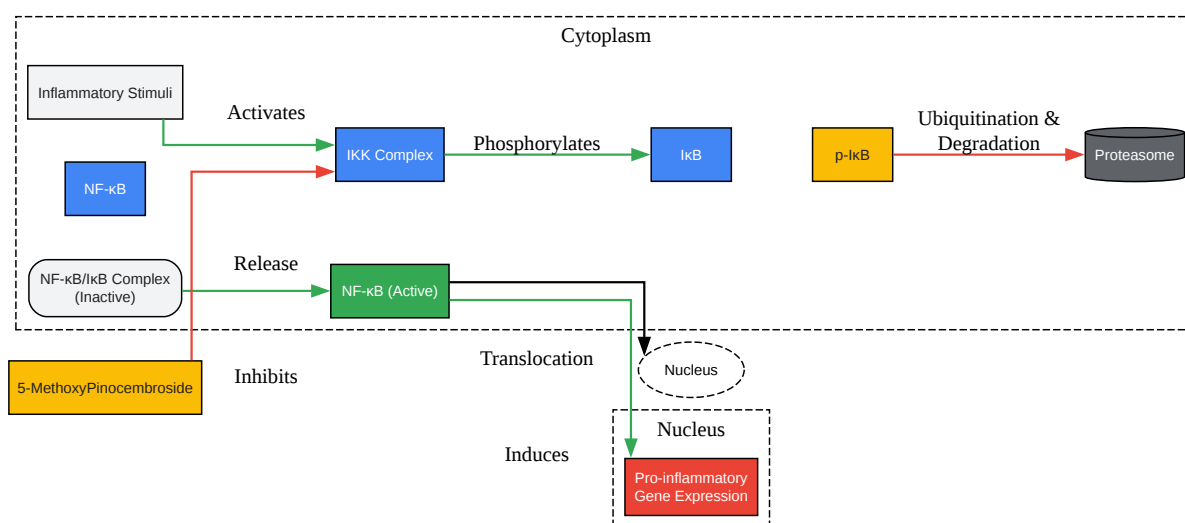 Cytoplasm
Inflammatory Stimuli
Activates
Phosphorylates
Ubiquitination &
Degradation
IKK Complex
IκB
p-IκB
Proteasome
NF-κB
NF-κB/IκB Complex
(Inactive)
Release
NF-κB (Active)
5-MethoxyPinocembroside
Inhibits
Translocation
Nucleus
Nucleus
Induces
Pro-inflammatory
Gene Expression